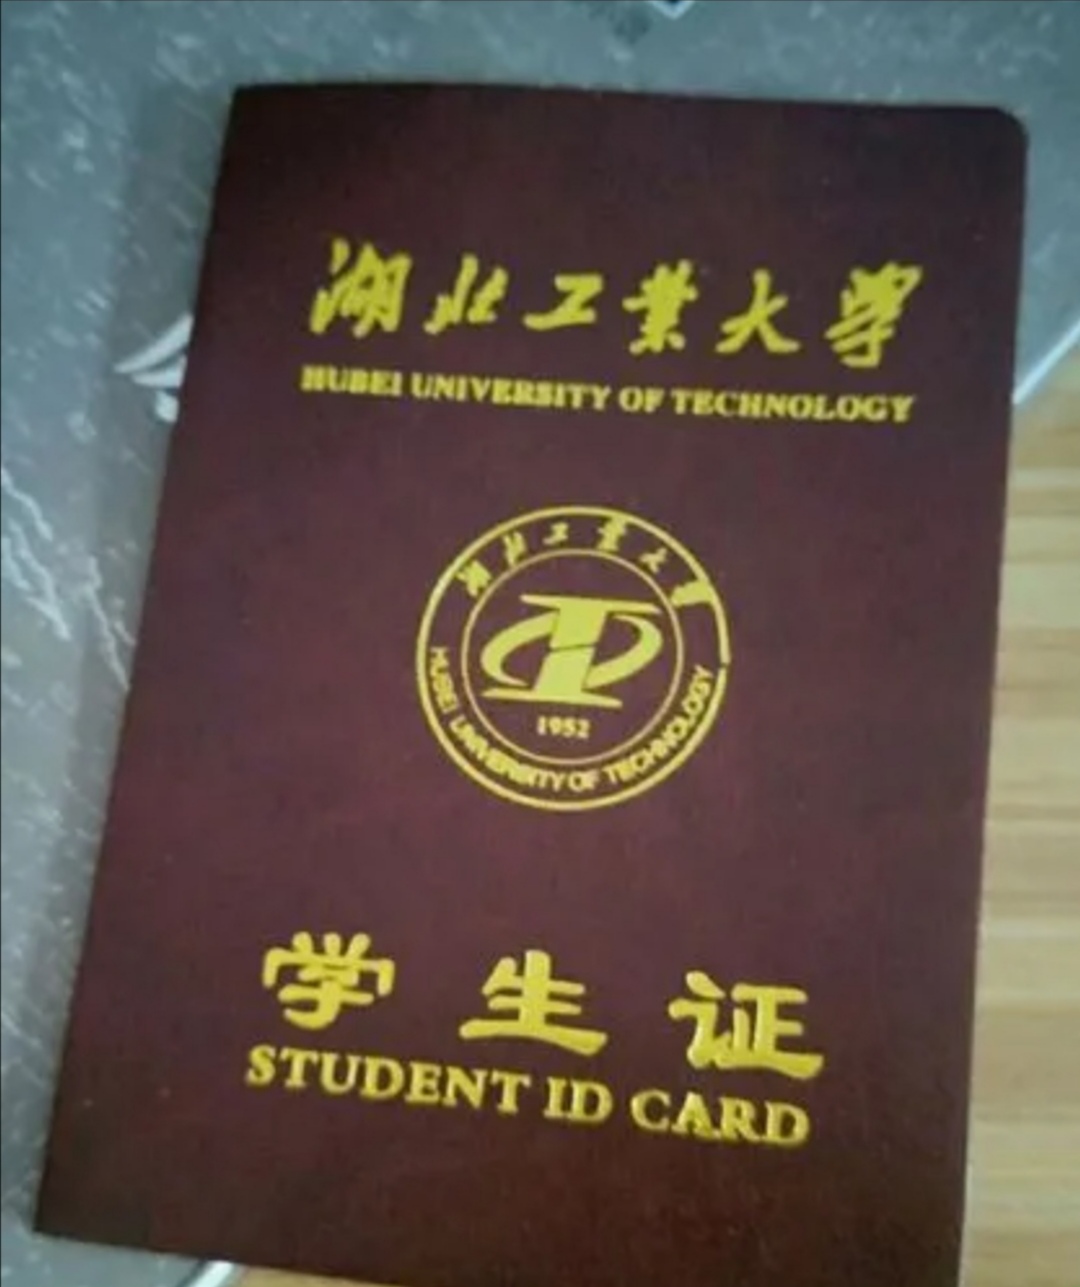 湖北工業大學
HUBEI UNIVERSITY OF TECHNOLOGY
湖北工業大學
1952
HUBEI UNIVERSITY OF TECHNOLOGY
学生证
STUDENT ID CARD